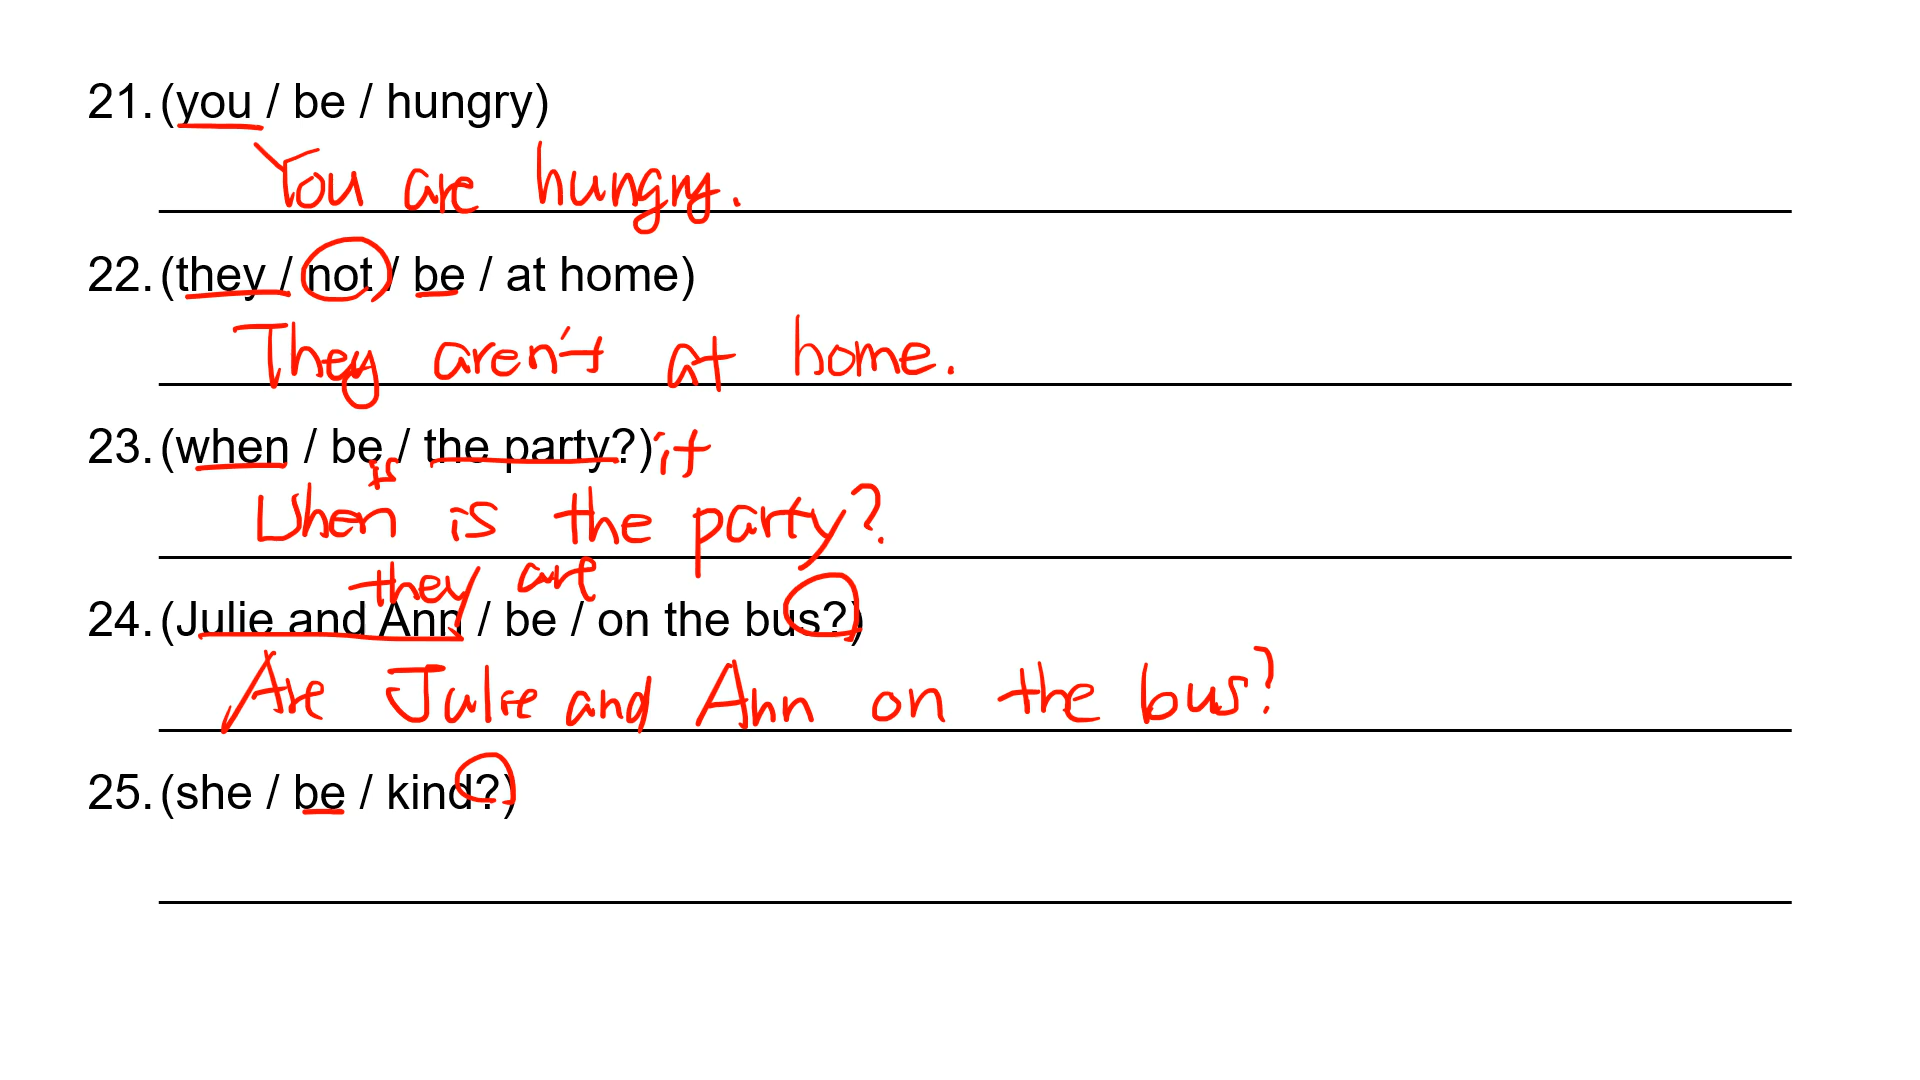 21. (you / be / hungry)
You are hungry.
22. (they / not / be / at home)
They aren't at home.
23. (when / be / the party?) it
is
When is the party?
they are
24. (Julie and Ann / be / on the bus?)
Are Julie and Ann on the bus?
25. (she / be / kind?)